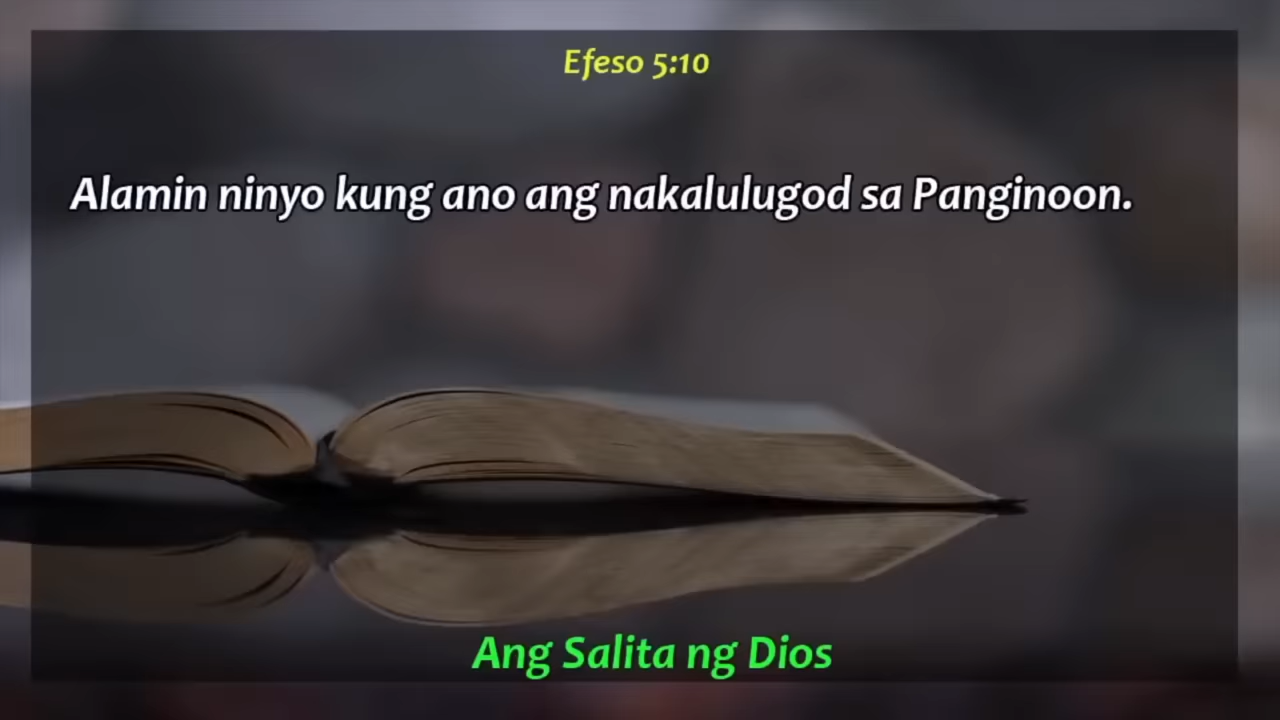 Efeso 5:10
Alamin ninyo kung ano ang nakalulugod sa Panginoon.
Ang Salita ng Dios